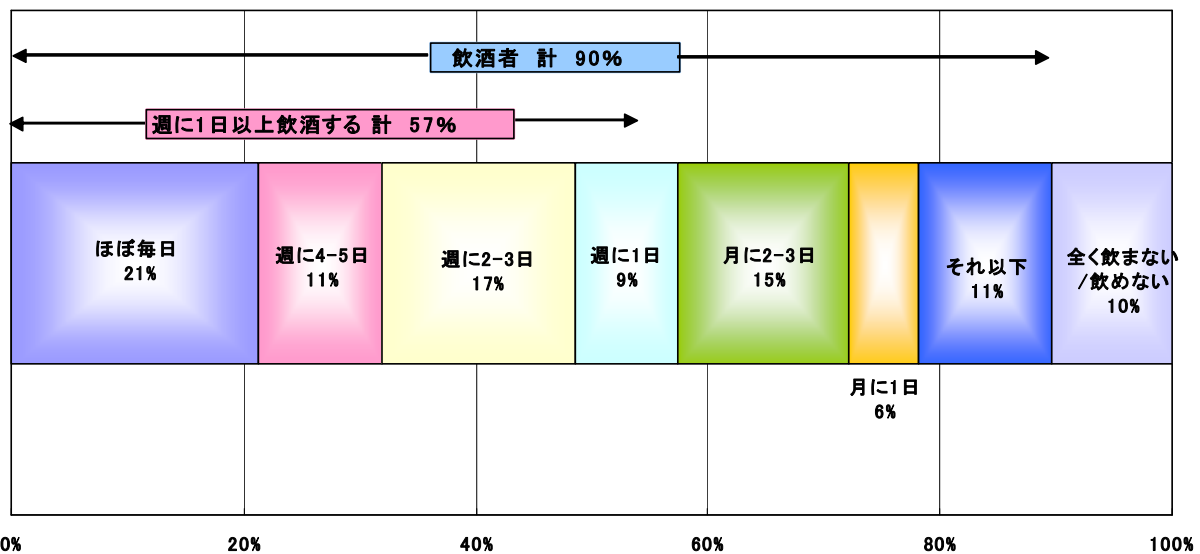 飲酒者 計 90%
週に1日以上飲酒する 計 57%
ほぼ毎日
21%
週に4-5日
11%
週に2-3日
17%
週に1日
9%
月に2-3日
15%
月に1日
6%
それ以下
11%
全く飲まない
/飲めない
10%
0%
20%
40%
60%
80%
100%